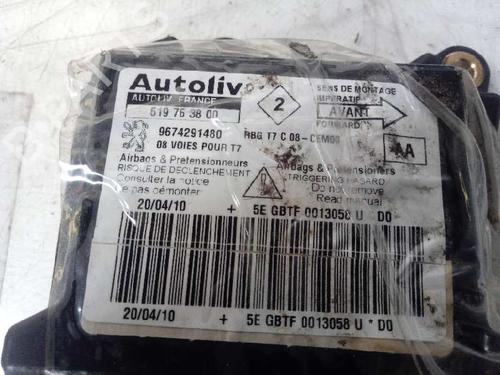 Autoliv
AUTOLIV FRANCE
619 76 38 00
9674291480
08 VOIES POUR T7
2
RBG T7 C 08-CEM00
SENS DE MONTAGE
IMPERATIF
AVANT
FORWARD
AA
Airbags & Pretensionneurs
RISQUE DE DECLENCHEMENT
Consulter la notice
e pas démonter
Airbags & Pretensioners
TRIGGERING HAZARD
Do not remove
Read manual
20/04/10 + 5E GBTF 0013058 U * D0
20/04/10 + 5E GBTF 0013058 U * D0